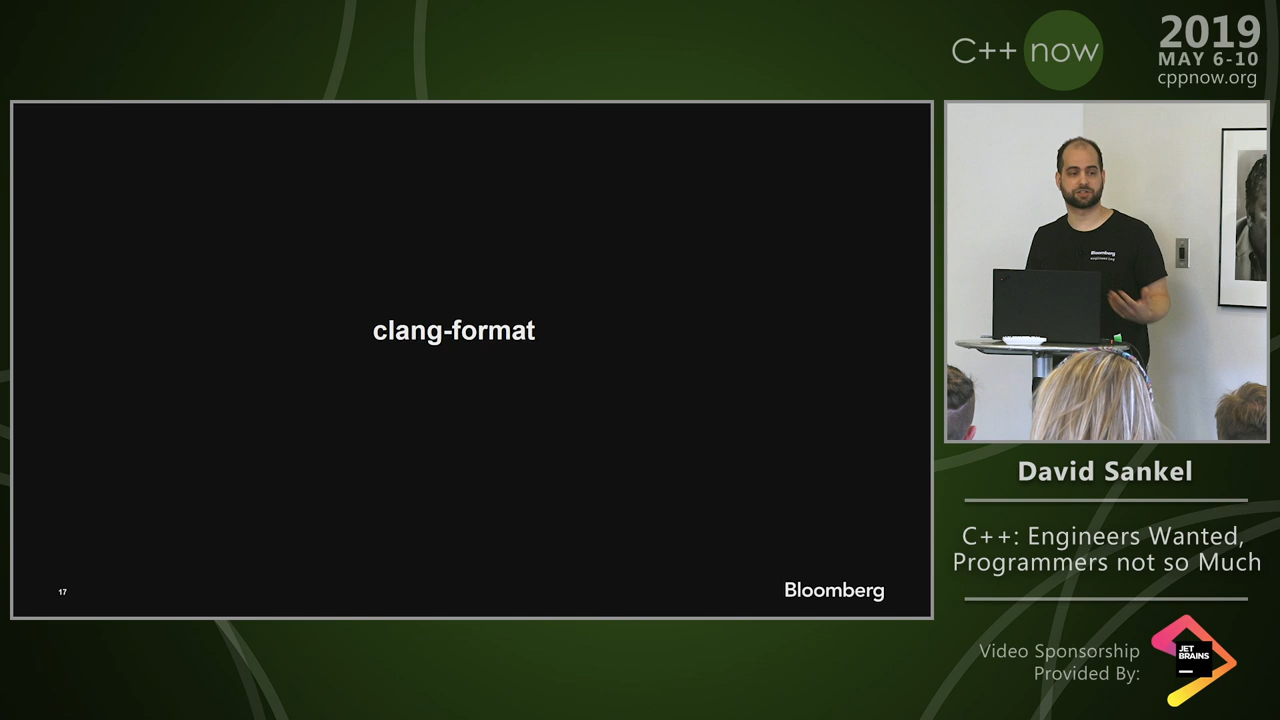 C++ now
2019
MAY 6-10
cppnow.org
clang-format
17
Bloomberg
Bloomberg
David Sankel
C++: Engineers Wanted,
Programmers not so Much
Video Sponsorship
Provided By:
JET
BRAINS